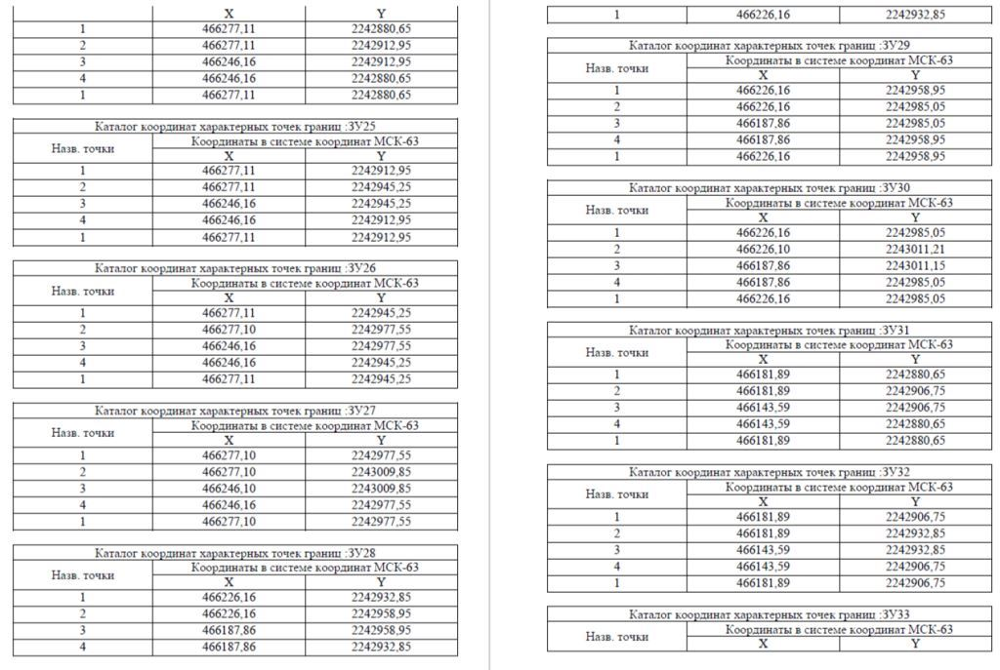 X Y
1 466277,11 2242880,65
2 466277,11 2242912,95
3 466246,16 2242912,95
4 466246,16 2242880,65
1 466277,11 2242880,65
Каталог координат характерных точек границ :ЗУ25
Назв. точки Координаты в системе координат МСК-63
X Y
1 466277,11 2242912,95
2 466277,11 2242945,25
3 466246,16 2242945,25
4 466246,16 2242912,95
1 466277,11 2242912,95
Каталог координат характерных точек границ :ЗУ26
Назв. точки Координаты в системе координат МСК-63
X Y
1 466277,11 2242945,25
2 466277,10 2242977,55
3 466246,16 2242977,55
4 466246,16 2242945,25
1 466277,11 2242945,25
Каталог координат характерных точек границ :ЗУ27
Назв. точки Координаты в системе координат МСК-63
X Y
1 466277,10 2242977,55
2 466277,10 2243009,85
3 466246,10 2243009,85
4 466246,16 2242977,55
1 466277,10 2242977,55
Каталог координат характерных точек границ :ЗУ28
Назв. точки Координаты в системе координат МСК-63
X Y
1 466226,16 2242932,85
2 466226,16 2242958,95
3 466187,86 2242958,95
4 466187,86 2242932,85
1 466226,16 2242932,85
Каталог координат характерных точек границ :ЗУ29
Назв. точки Координаты в системе координат МСК-63
X Y
1 466226,16 2242958,95
2 466226,16 2242985,05
3 466187,86 2242985,05
4 466187,86 2242958,95
1 466226,16 2242958,95
Каталог координат характерных точек границ :ЗУ30
Назв. точки Координаты в системе координат МСК-63
X Y
1 466226,16 2242985,05
2 466226,10 2243011,21
3 466187,86 2243011,15
4 466187,86 2242985,05
1 466226,16 2242985,05
Каталог координат характерных точек границ :ЗУ31
Назв. точки Координаты в системе координат МСК-63
X Y
1 466181,89 2242880,65
2 466181,89 2242906,75
3 466143,59 2242906,75
4 466143,59 2242880,65
1 466181,89 2242880,65
Каталог координат характерных точек границ :ЗУ32
Назв. точки Координаты в системе координат МСК-63
X Y
1 466181,89 2242906,75
2 466181,89 2242932,85
3 466143,59 2242932,85
4 466143,59 2242906,75
1 466181,89 2242906,75
Каталог координат характерных точек границ :ЗУ33
Назв. точки Координаты в системе координат МСК-63
X Y